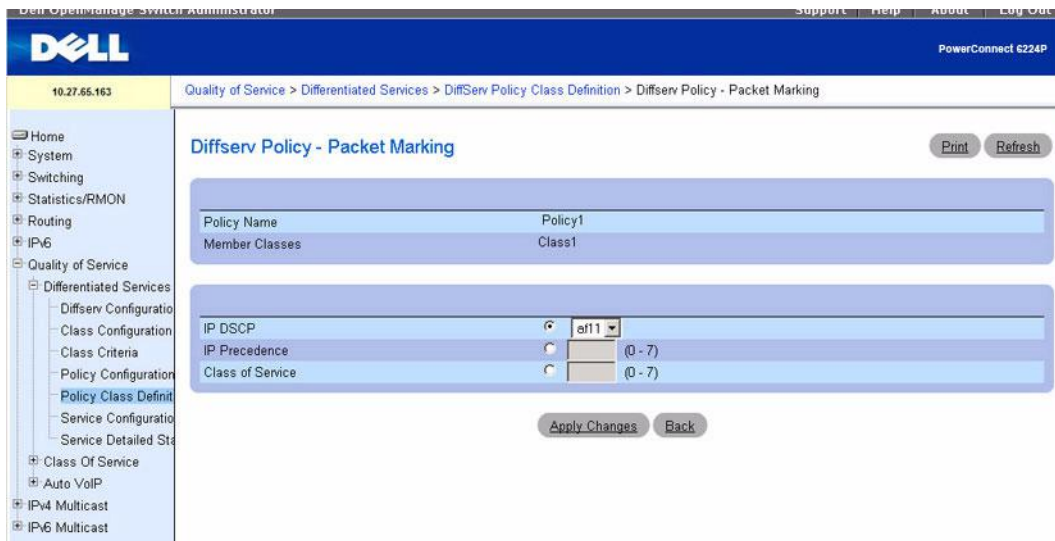 Dell OpenManage Switch Administrator Support Help About Log Out
DELL
PowerConnect 6224P
10.27.65.163
Quality of Service > Differentiated Services > DiffServ Policy Class Definition > Diffserv Policy - Packet Marking
Home
System
Switching
Statistics/RMON
Routing
IPv6
Quality of Service
Differentiated Services
Diffserv Configuratio
Class Configuration
Class Criteria
Policy Configuration
Policy Class Definit
Service Configuratio
Service Detailed Sta
Class Of Service
Auto VoIP
IPv4 Multicast
IPv6 Multicast
Diffserv Policy - Packet Marking
Print Refresh
Policy Name Policy1
Member Classes Class1
IP DSCP af11
IP Precedence (0 - 7)
Class of Service (0 - 7)
Apply Changes Back